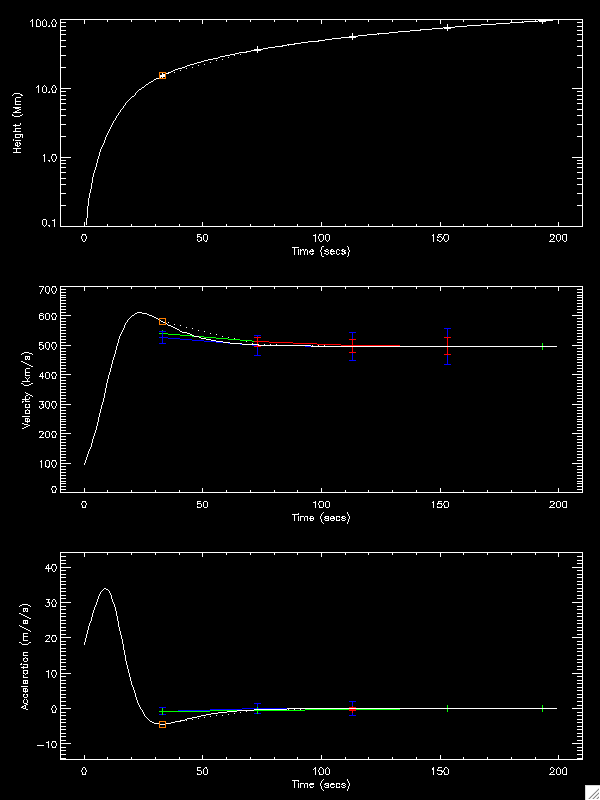 100.0
10.0
1.0
0.1
Height (Mm)
0 50 100 150 200
Time (secs)
700
600
500
400
300
200
100
0
Velocity (km/s)
0 50 100 150 200
Time (secs)
40
30
20
10
0
-10
Acceleration (m/s/s)
0 50 100 150 200
Time (secs)